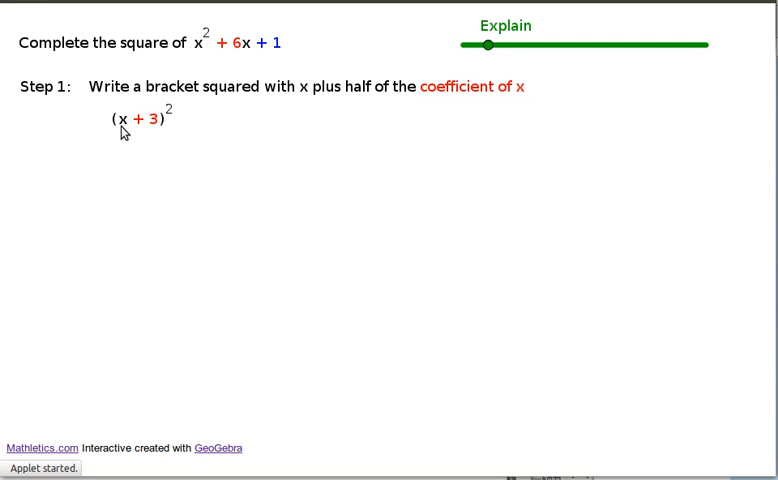 Explain
Complete the square of x² + 6x + 1
Step 1: Write a bracket squared with x plus half of the coefficient of x
(x + 3)²
Mathletics.com Interactive created with GeoGebra
Applet started.